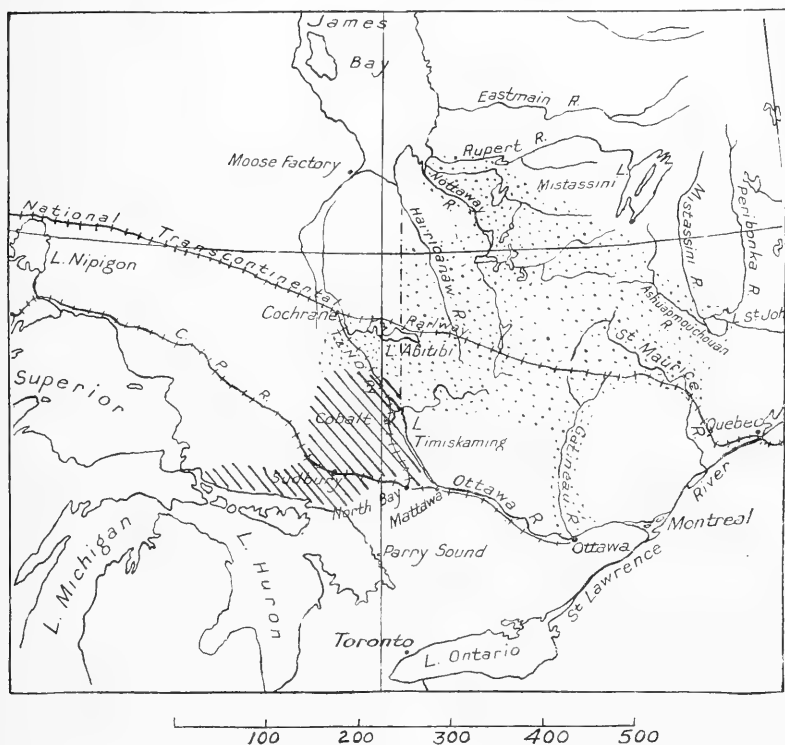 James
Bay
Eastmain R.
Rupert R.
Moose Factory
Nottaway
R.
Mistassini L.
Harricanaw R.
Mistassini R.
Peribonka R.
National Transcontinental Railway
L. Nipigon
Cochrane
L. Abitibi
Ashuapmouchouan
R.
L St Joh
C. P. R.
T. & N. O.
St. Maurice
R.
Superior
Cobalt
L.
Timiskaming
Gatineau R.
Quebec
Sudbury
North Bay
Mattawa
Ottawa R
River
Montreal
Ottawa
St Lawrence
Parry Sound
L. Michigan
L. Huron
Toronto
L. Ontario
100 200 300 400 500